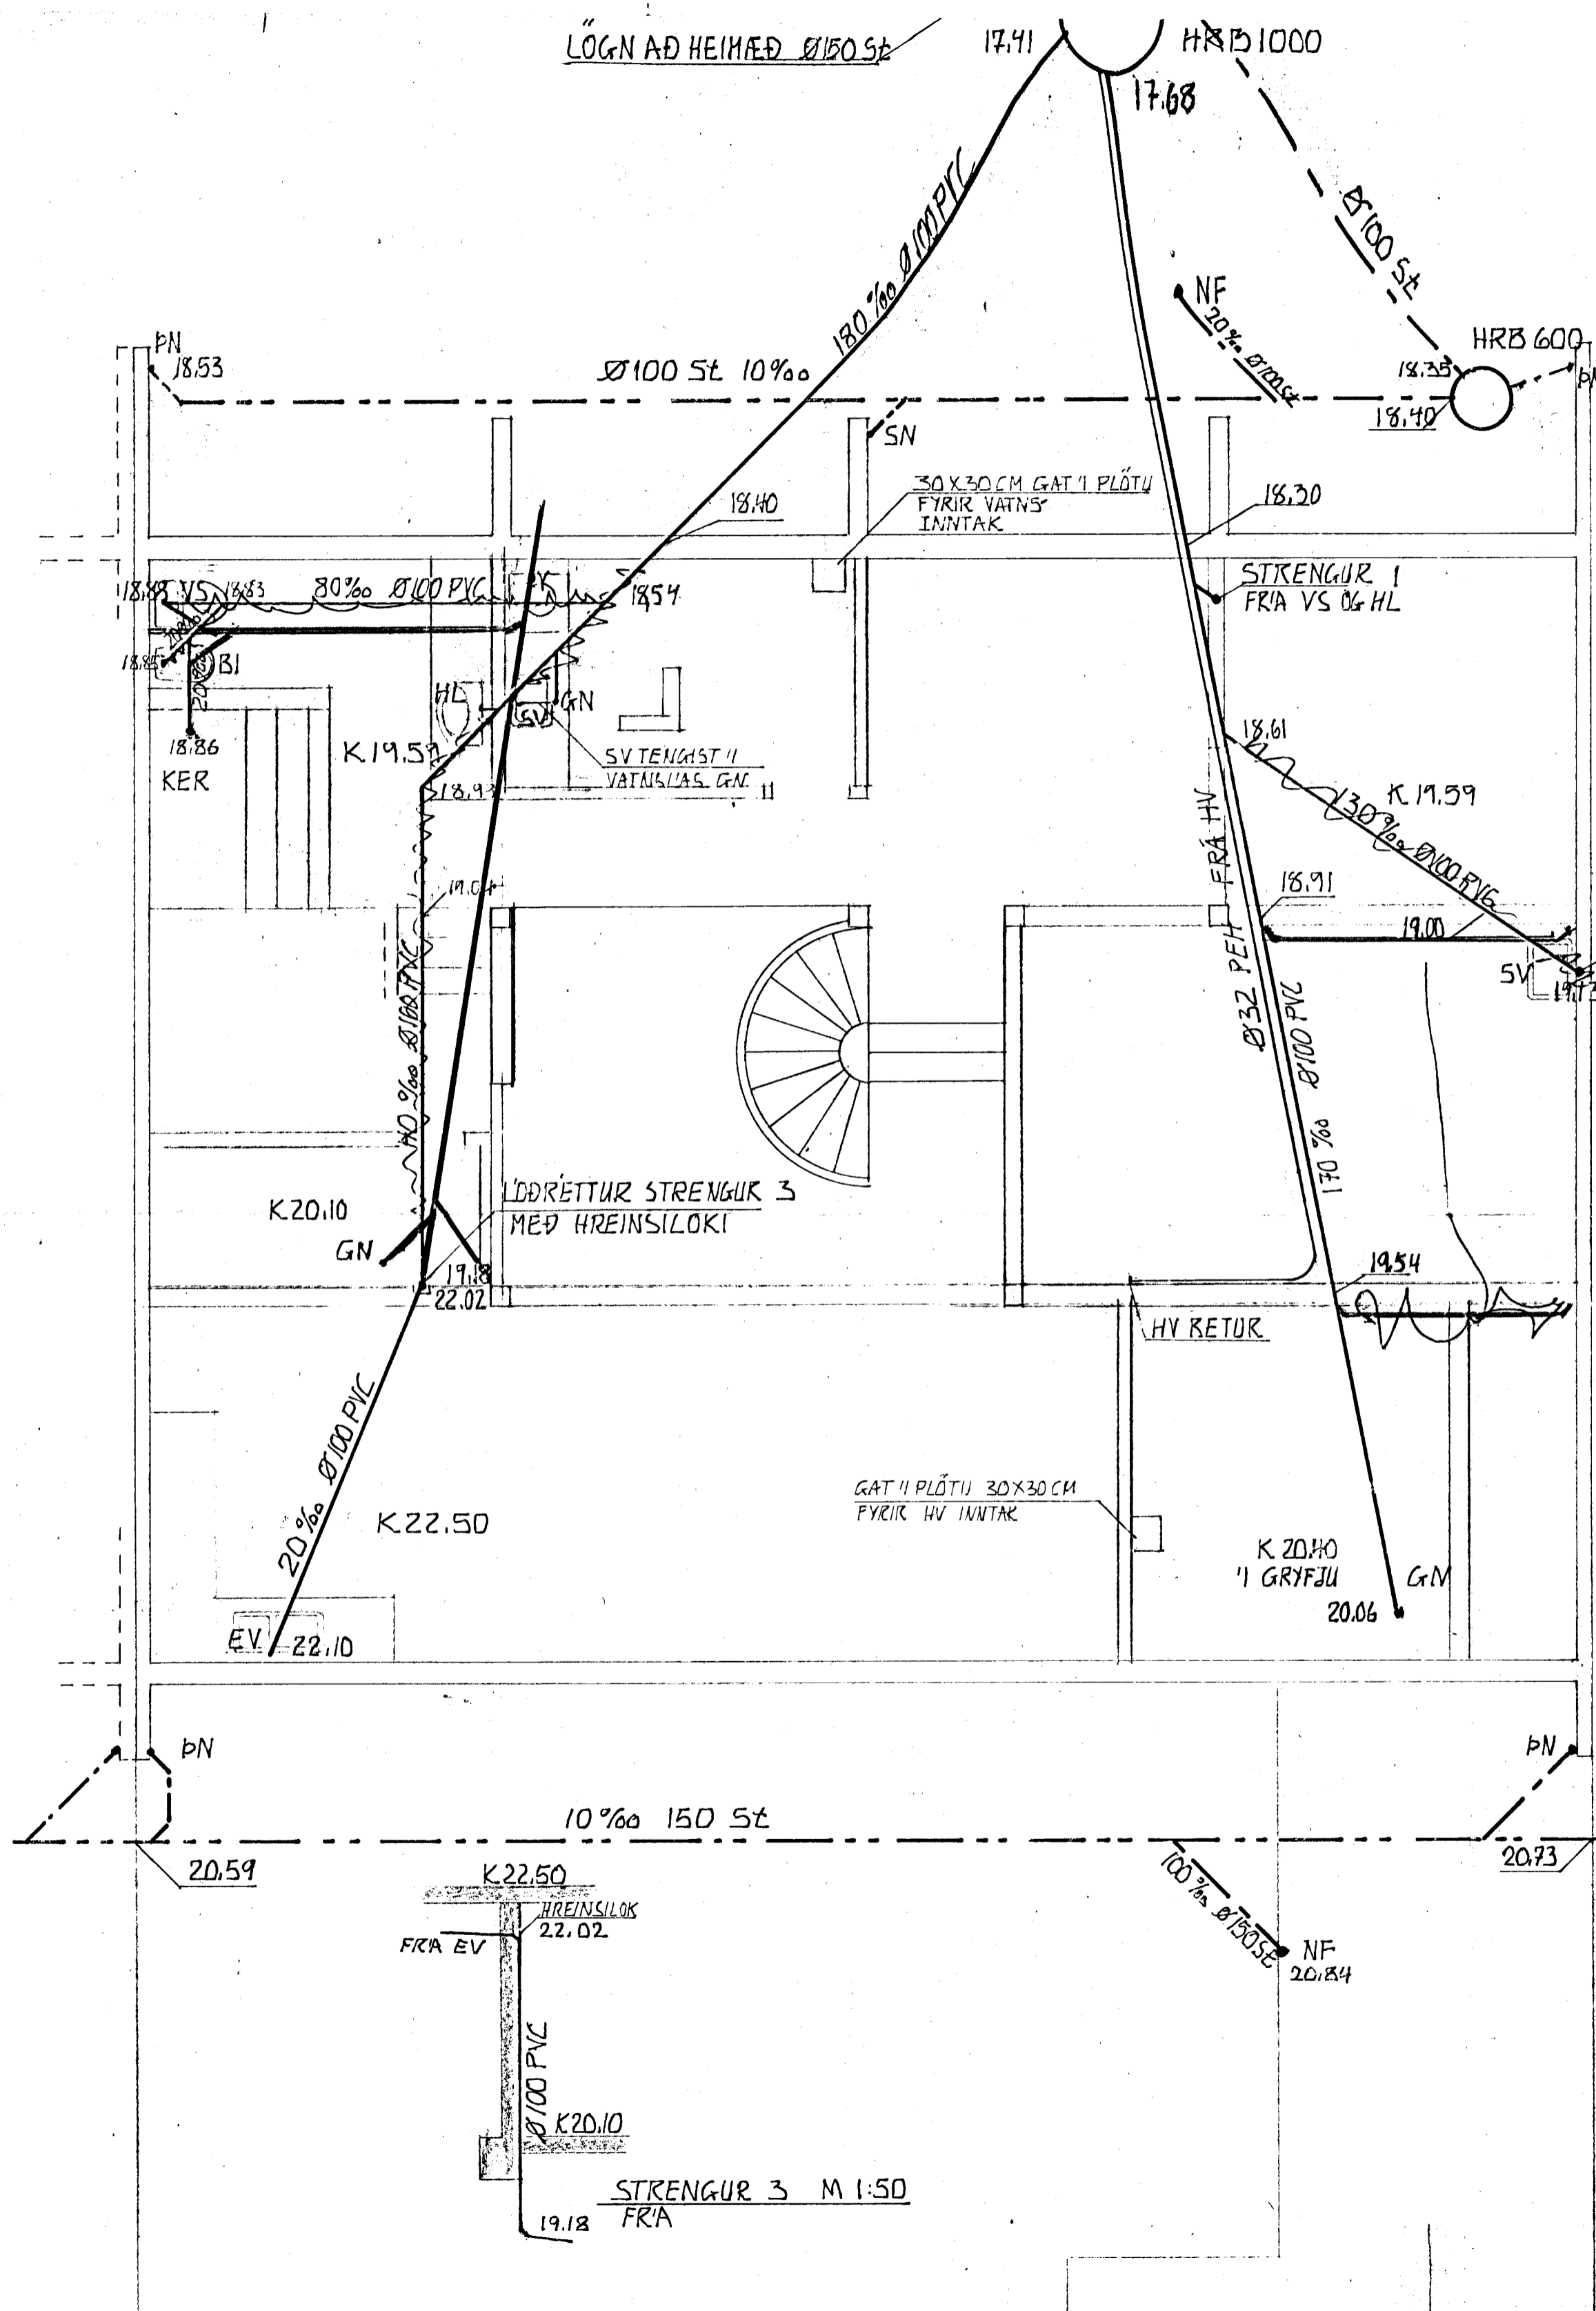 LÖGN AÐ HEIMÆÐ Ø150 St
17.41
HRB 1000
17.68
180‰ Ø100 PVC
Ø100 St
NF
20‰ Ø100 St
HRB 600
ÞN
18.53
Ø100 St 10‰
18.35
ÞN
18.40
SN
18.40
30X30 CM GAT Í PLÖTU
FYRIR VATNS-
INNTAK
18.30
18.88
VS
18.83
80‰ Ø100 PVC
18.54
STRENGUR 1
FRÁ VS OG HL
18.85
BI
20‰
HL
GN
SV
18.86
KER
K 19.59
SV TENGIST Í
VATNSLÁS GN
18.93
18.61
K 19.59
130‰ Ø100 PVC
19.04
18.91
19.00
SV
19.13
Ø32 PEH FRÁ HV
110‰ Ø100 PVC
170‰ Ø100 PVC
LÓÐRÉTTUR STRENGUR 3
MEÐ HREINSILOKI
K 20.10
GN
19.18
22.02
19.54
HV RETUR
20‰ Ø100 PVC
K 22.50
GAT Í PLÖTU 30X30 CM
FYRIR HV INNTAK
K 20.40
Í GRYFJU
GN
20.06
EV
22.10
ÞN
ÞN
10‰ 150 St
20.59
20.73
K 22.50
HREINSILOK
22.02
FRÁ EV
100‰ Ø150 St
NF
20.84
Ø100 PVC
K 20.10
STRENGUR 3 M 1:50
FRÁ
19.18